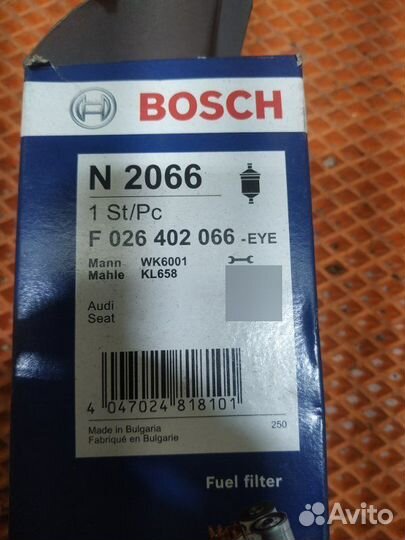 BOSCH
N 2066
1 St/Pc
F 026 402 066 -EYE
Mann WK6001
Mahle KL658
Audi
Seat
4 047024 818101
Made in Bulgaria 250
Fabriqué en Bulgarie
Fuel filter
Avito